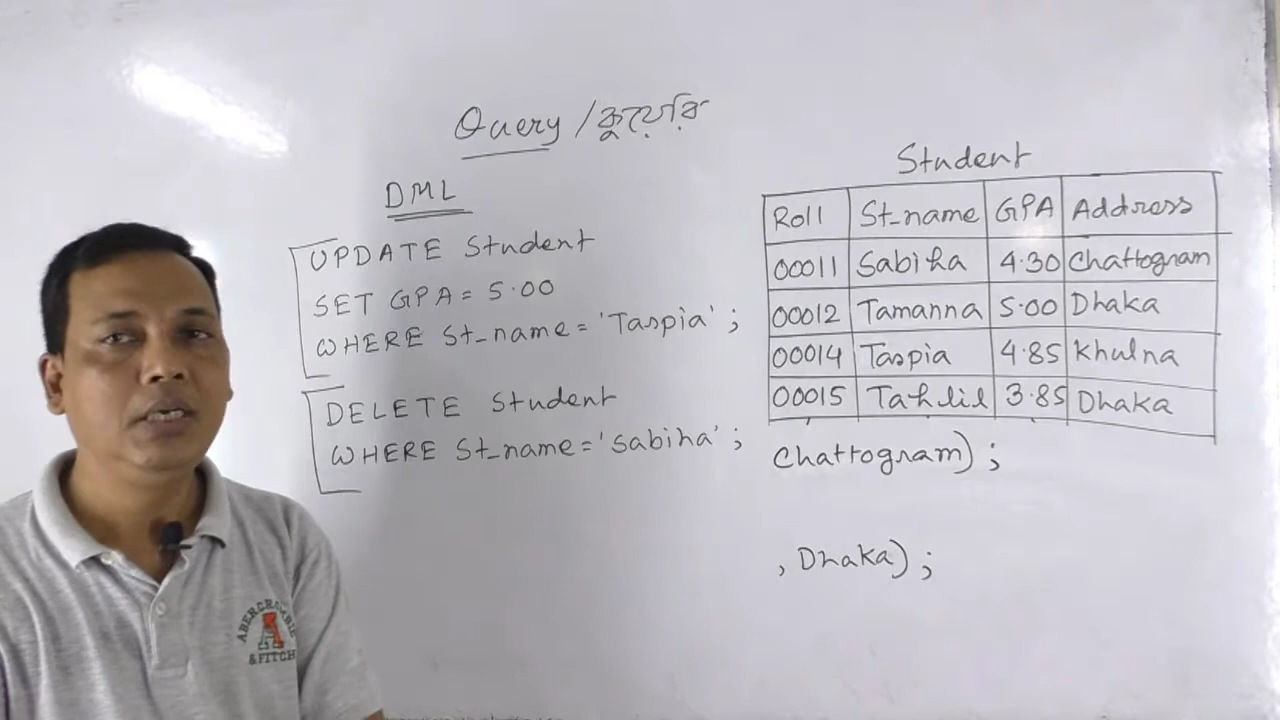 Query / কুয়েরি
DML
UPDATE Student
SET GPA = 5.00
WHERE St_name = 'Taspia' ;
DELETE Student
WHERE St_name = 'Sabiha' ;
Student
Roll St_name GPA Address
00011 Sabiha 4.30 Chattogram
00012 Tamanna 5.00 Dhaka
00014 Taspia 4.85 Khulna
00015 Tahlil 3.85 Dhaka
Chattogram) ;
, Dhaka) ;
ABERCROMBIE
A
& FITCH